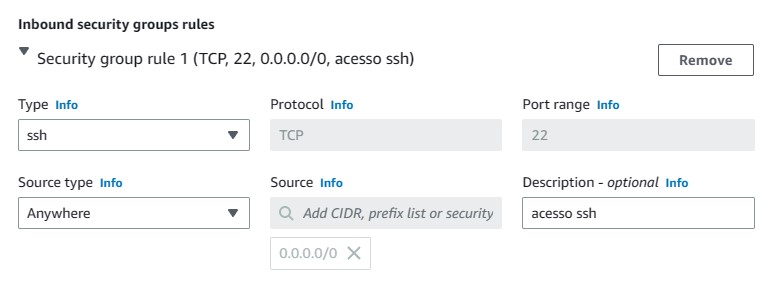 Inbound security groups rules
Security group rule 1 (TCP, 22, 0.0.0.0/0, acesso ssh)
Remove
Type Info
Protocol Info
Port range Info
ssh
TCP
22
Source type Info
Source Info
Description - optional Info
Anywhere
Add CIDR, prefix list or security
acesso ssh
0.0.0.0/0